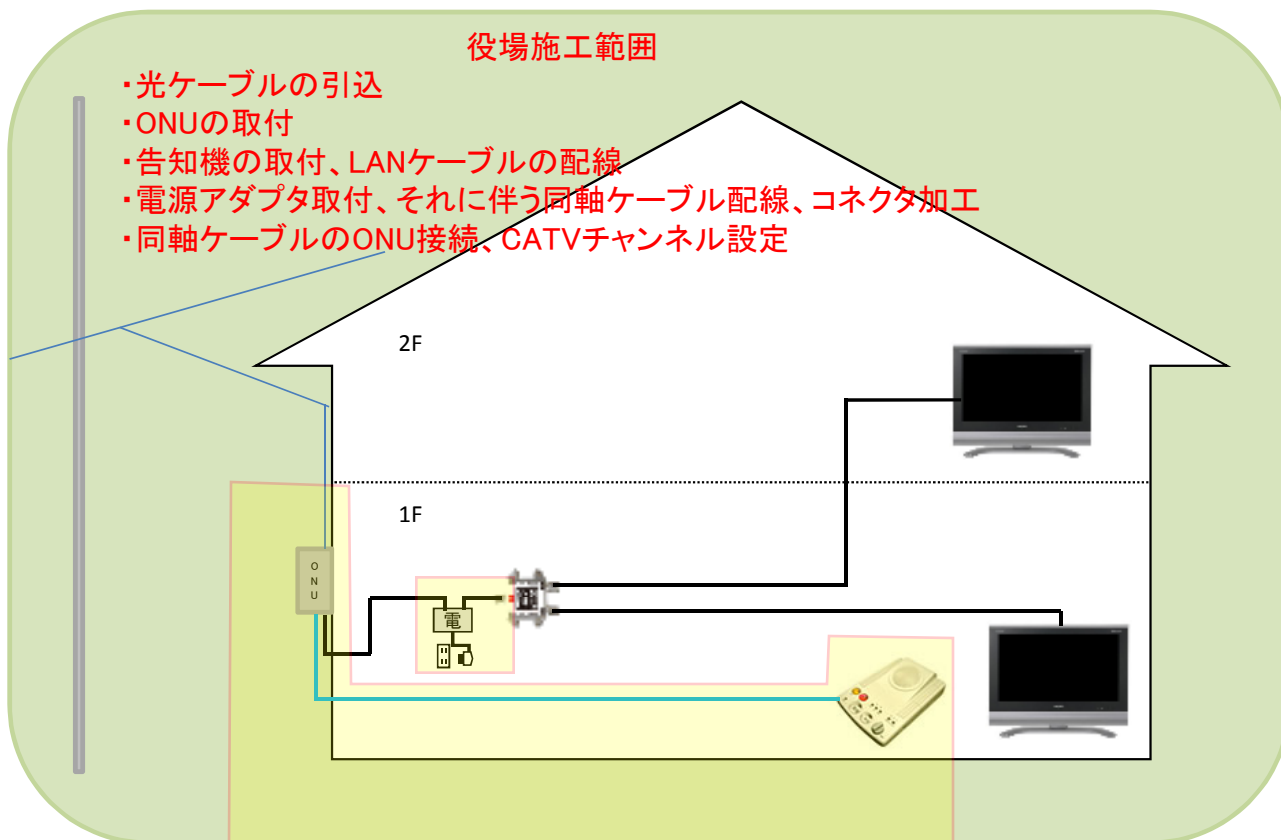 役場施工範囲
・光ケーブルの引込
・ONUの取付
・告知機の取付、LANケーブルの配線
・電源アダプタ取付、それに伴う同軸ケーブル配線、コネクタ加工
・同軸ケーブルのONU接続、CATVチャンネル設定
2F
1F
ONU
電